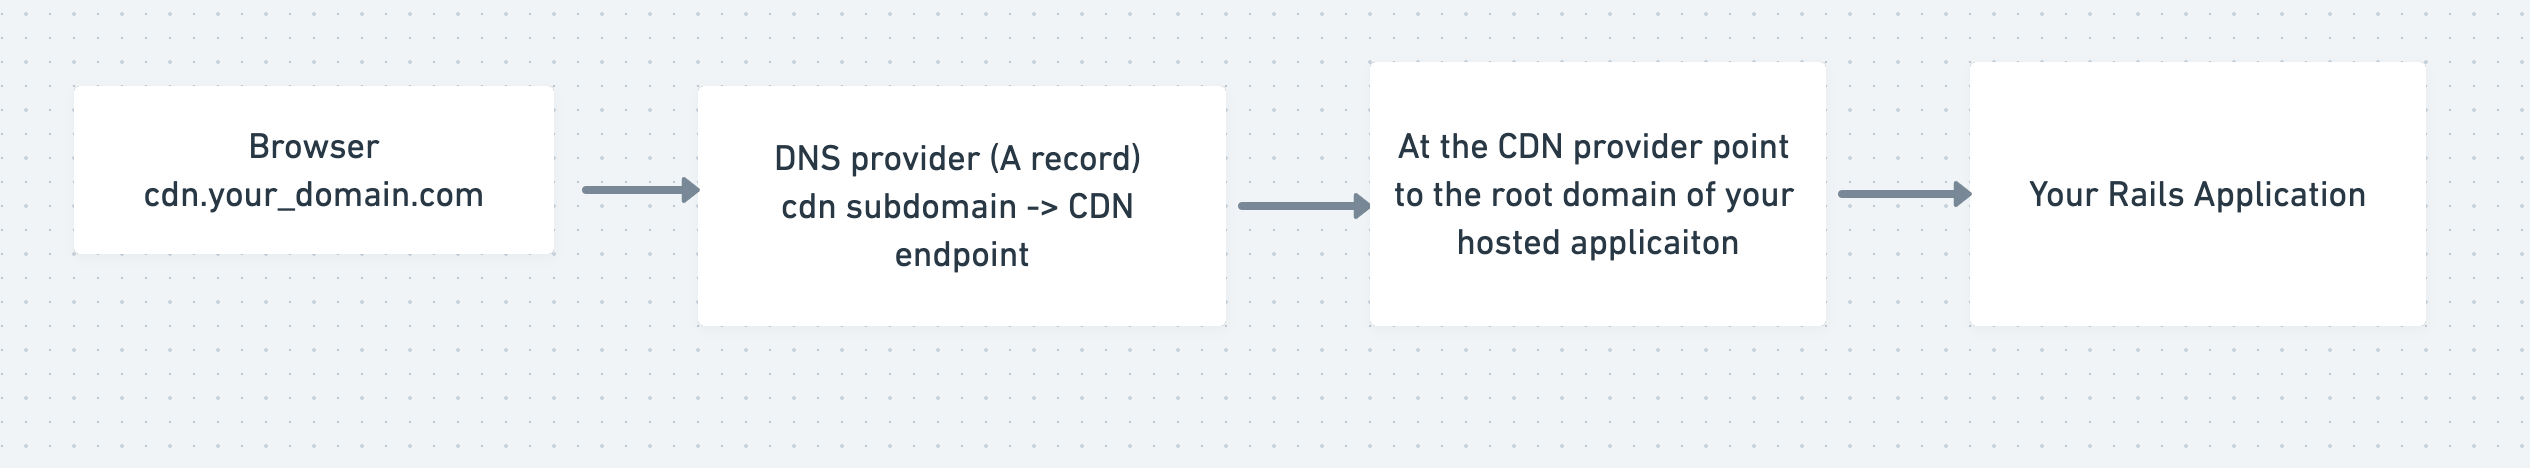 Browser
cdn.your_domain.com
DNS provider (A record)
cdn subdomain -> CDN
endpoint
At the CDN provider point
to the root domain of your
hosted applicaiton
Your Rails Application